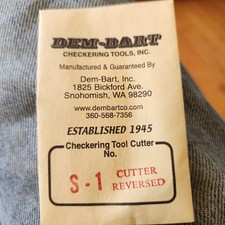 DEM-BART
CHECKERING TOOLS, INC.
Manufactured & Guaranteed By
Dem-Bart, Inc.
1825 Bickford Ave.
Snohomish, WA 98290
www.dembartco.com
360-568-7356
ESTABLISHED 1945
Checkering Tool Cutter
No.
S-1 CUTTER
REVERSED